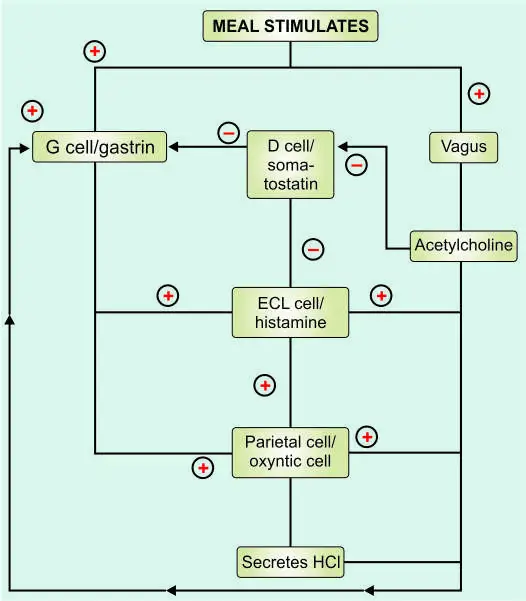 MEAL STIMULATES
+
+
+
G cell/gastrin
−
D cell/
soma-
tostatin
−
Vagus
Acetylcholine
−
+
ECL cell/
histamine
+
+
Parietal cell/
oxyntic cell
+
+
Secretes HCl